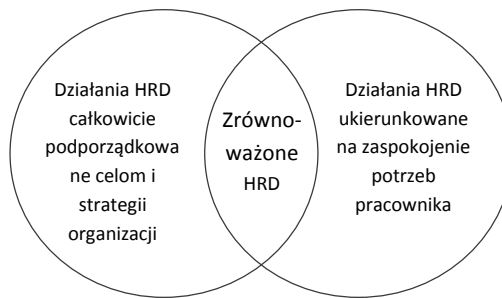 Działania HRD
całkowicie
podporządkowa
ne celom i
strategii
organizacji
Zrówno-
ważone
HRD
Działania HRD
ukierunkowane
na zaspokojenie
potrzeb
pracownika